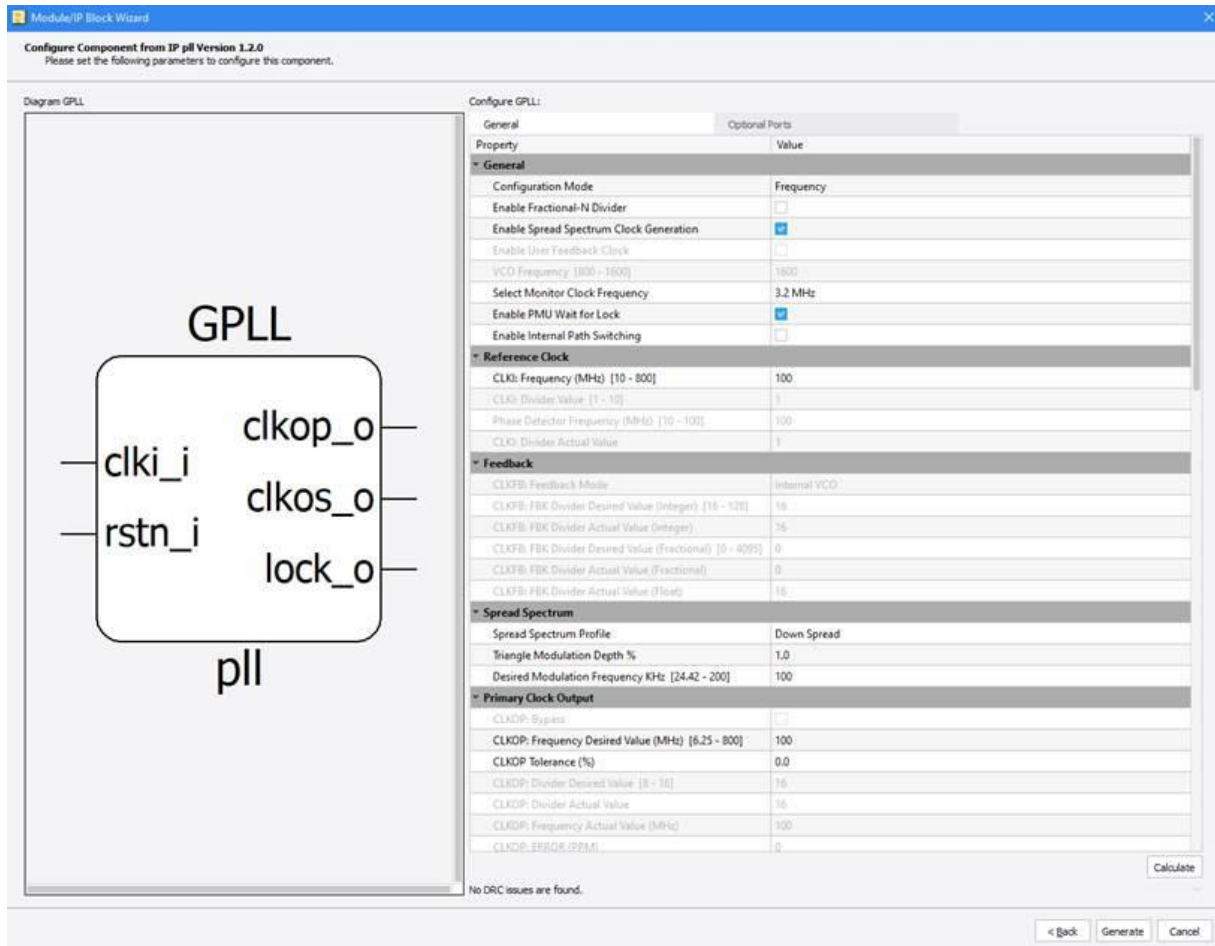 Module/IP Block Wizard
Configure Component from IP pll Version 1.2.0
Please set the following parameters to configure this component.
Diagram GPLL
GPLL
clki_i
rstn_i
clkop_o
clkos_o
lock_o
pll
Configure GPLL:
General Optional Ports
Property Value
General
Configuration Mode Frequency
Enable Fractional-N Divider
Enable Spread Spectrum Clock Generation
Enable User Feedback Clock
VCO Frequency [800 - 1600] 1600
Select Monitor Clock Frequency 3.2 MHz
Enable PMU Wait for Lock
Enable Internal Path Switching
Reference Clock
CLKI: Frequency (MHz) [10 - 800] 100
CLKI: Divider Value [1 - 10] 1
Phase Detector Frequency (MHz) [10 - 100] 100
CLKI: Divider Actual Value 1
Feedback
CLKFB: Feedback Mode Internal VCO
CLKFB: FBK Divider Desired Value (Integer) [16 - 128] 16
CLKFB: FBK Divider Actual Value (Integer) 16
CLKFB: FBK Divider Desired Value (Fractional) [0 - 4095] 0
CLKFB: FBK Divider Actual Value (Fractional) 0
CLKFB: FBK Divider Actual Value (Float) 16
Spread Spectrum
Spread Spectrum Profile Down Spread
Triangle Modulation Depth % 1.0
Desired Modulation Frequency KHz [24.42 - 200] 100
Primary Clock Output
CLKOP: Bypass
CLKOP: Frequency Desired Value (MHz) [6.25 - 800] 100
CLKOP Tolerance (%) 0.0
CLKOP: Divider Desired Value [8 - 16] 16
CLKOP: Divider Actual Value 16
CLKOP: Frequency Actual Value (MHz) 100
CLKOP: ERROR (PPM) 0
Calculate
No DRC issues are found.
< Back Generate Cancel